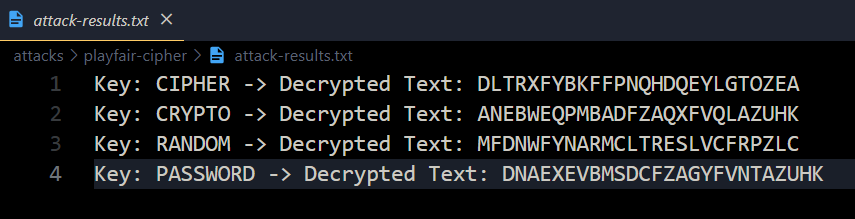 attack-results.txt
attacks > playfair-cipher > attack-results.txt
1 Key: CIPHER -> Decrypted Text: DLTRXFYBKFFPNQHDQEYLGTOZEA
2 Key: CRYPTO -> Decrypted Text: ANEBWEQPMBADFZAQXFVQLAZUHK
3 Key: RANDOM -> Decrypted Text: MFDNWFYNARMCLTRESLVCFRPZLC
4 Key: PASSWORD -> Decrypted Text: DNAEXEVBMSDCFZAGYFVNTAZUHK